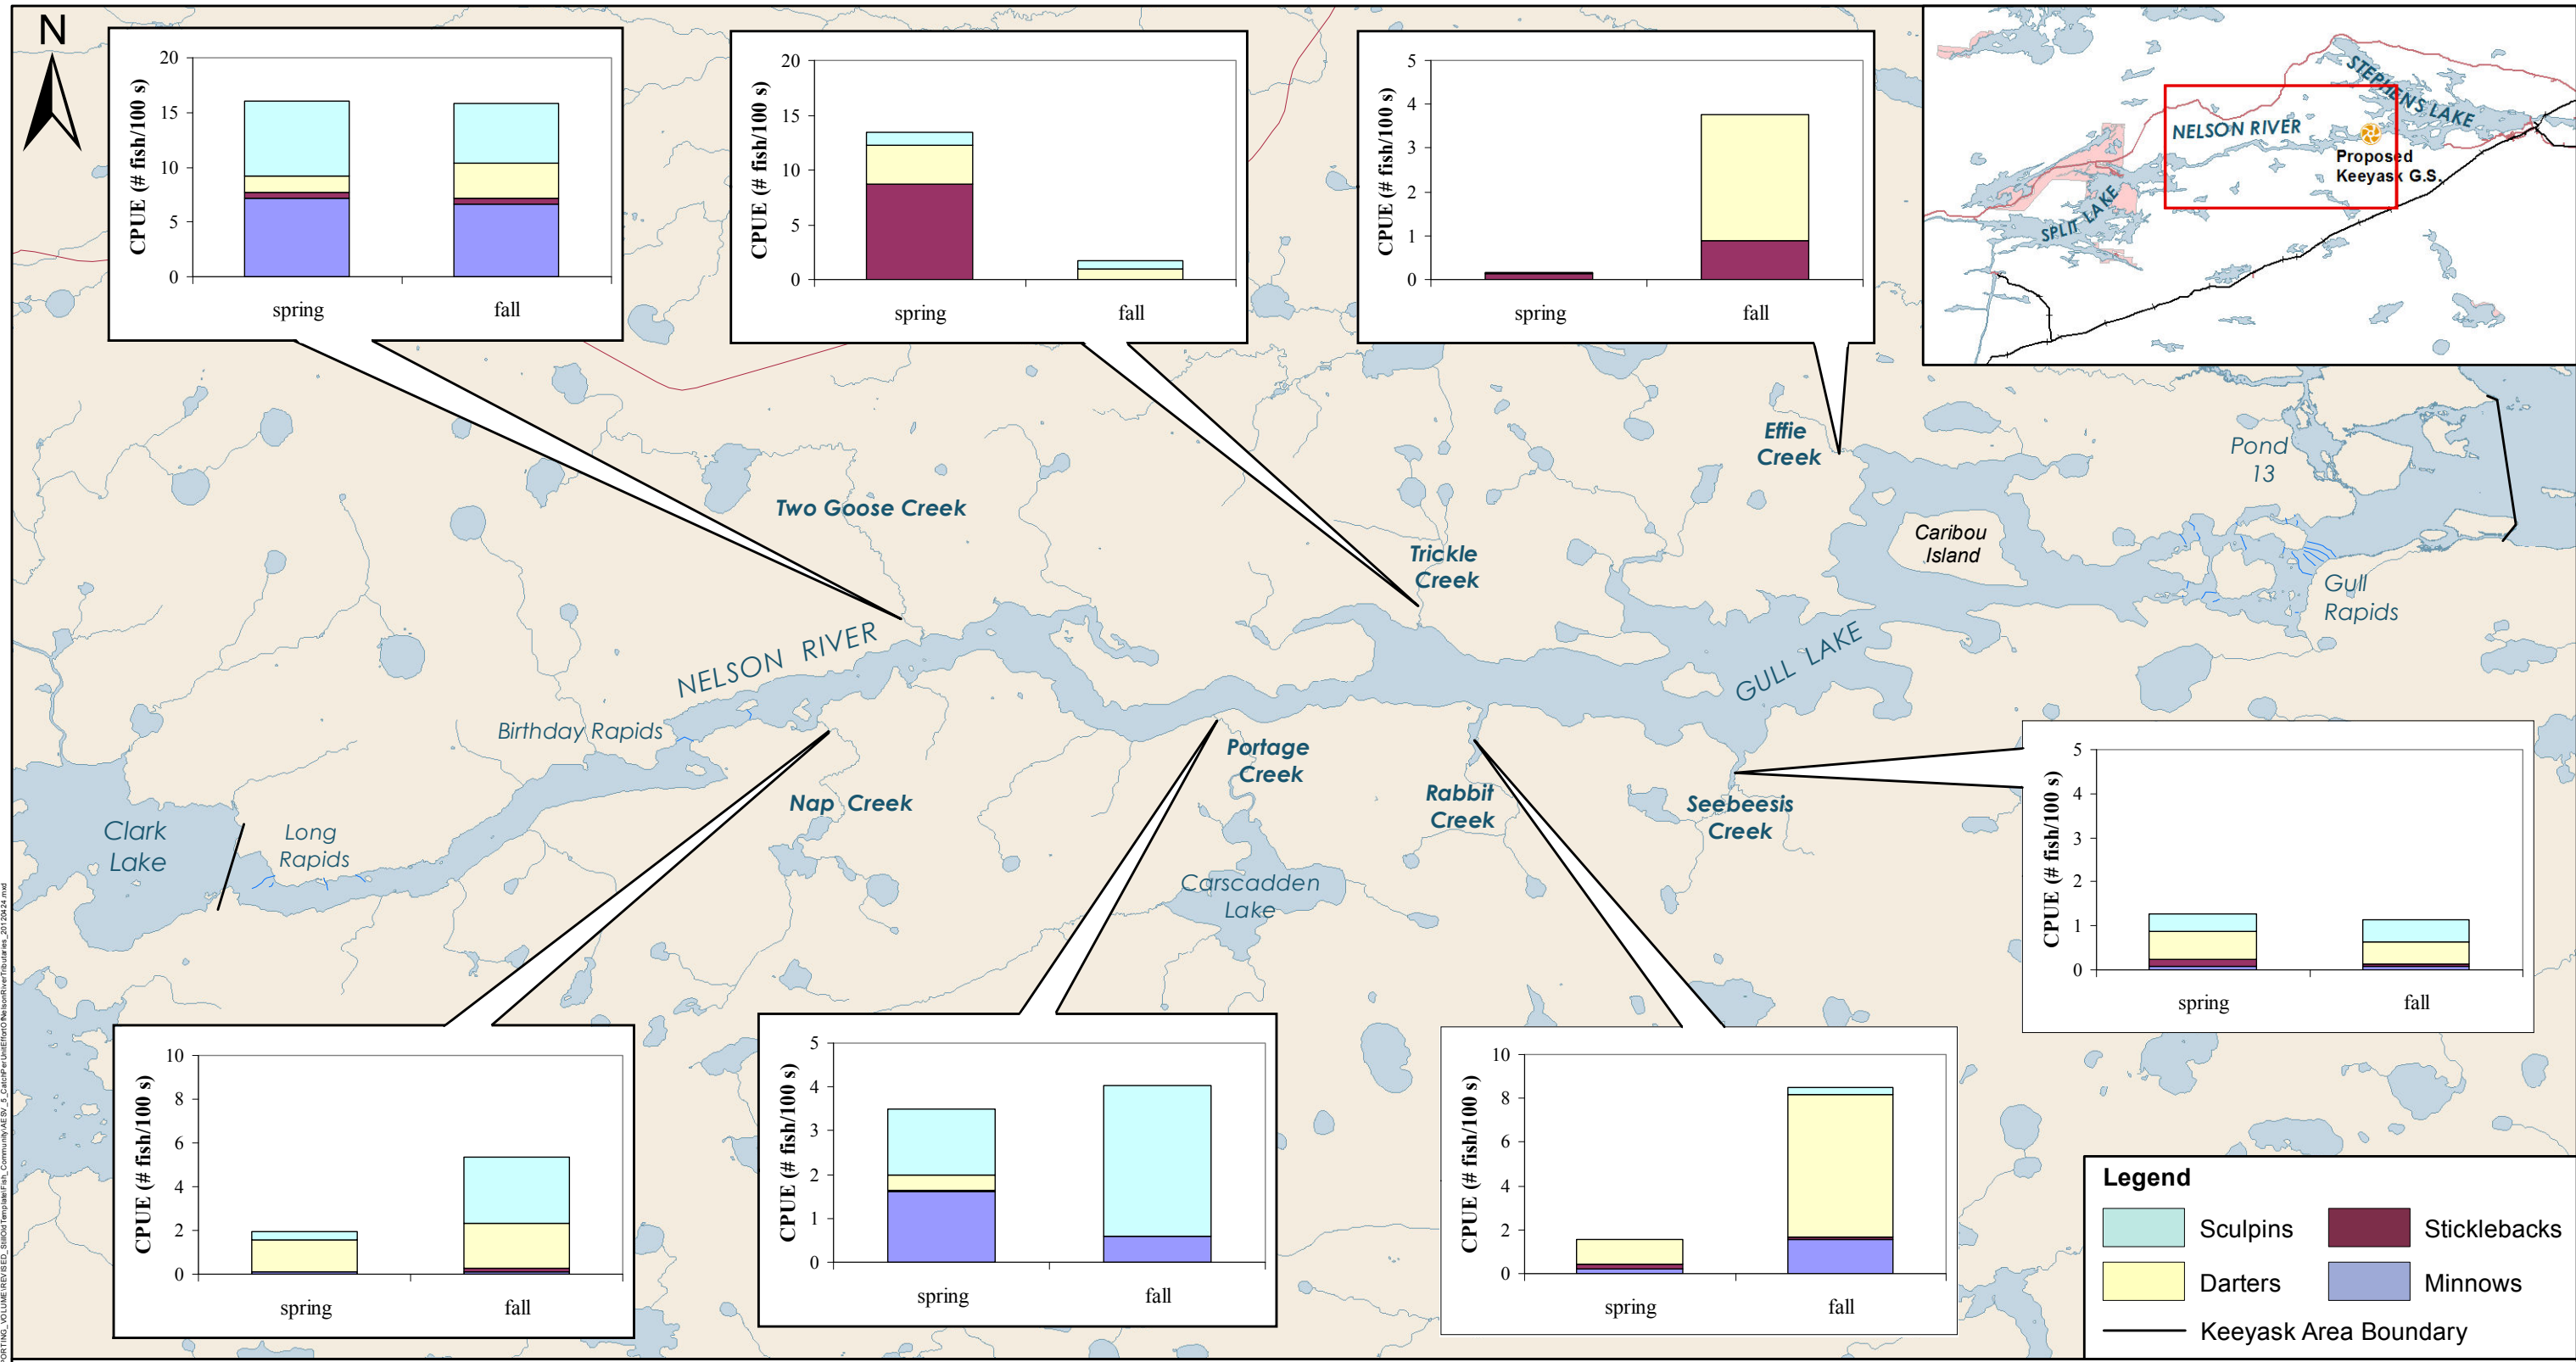 N
CPUE (# fish/100 s)
20
15
10
5
0
spring
fall
CPUE (# fish/100 s)
20
15
10
5
0
spring
fall
CPUE (# fish/100 s)
5
4
3
2
1
0
spring
fall
STEPHENS LAKE
NELSON RIVER
Proposed
Keeyask G.S.
SPLIT LAKE
Effie
Creek
Pond
13
Two Goose Creek
Caribou
Island
Trickle
Creek
Gull
Rapids
NELSON RIVER
GULL LAKE
Birthday Rapids
Portage
Creek
Nap Creek
Rabbit
Creek
Seebeesis
Creek
Clark
Lake
Long
Rapids
Carscadden
Lake
CPUE (# fish/100 s)
5
4
3
2
1
0
spring
fall
CPUE (# fish/100 s)
10
8
6
4
2
0
spring
fall
CPUE (# fish/100 s)
5
4
3
2
1
0
spring
fall
CPUE (# fish/100 s)
10
8
6
4
2
0
spring
fall
Legend
Sculpins
Sticklebacks
Darters
Minnows
Keeyask Area Boundary